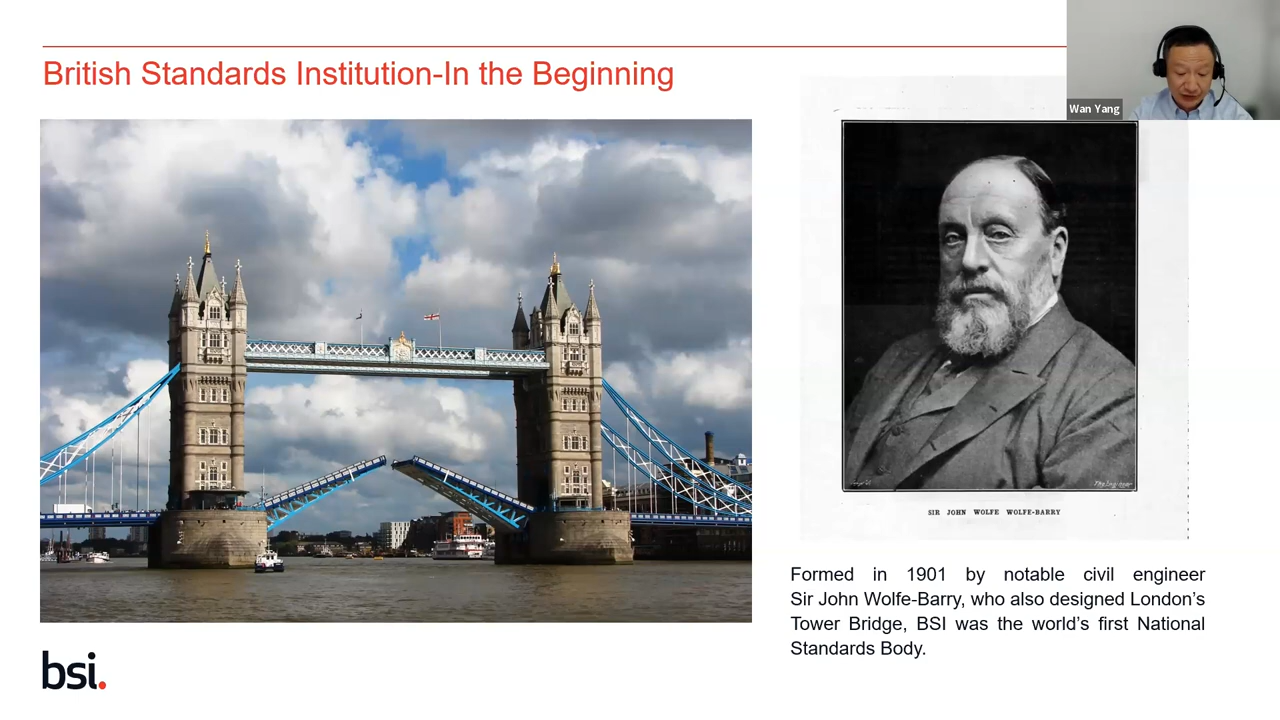 British Standards Institution-In the Beginning
Wan Yang
SIR JOHN WOLFE WOLFE-BARRY
Formed in 1901 by notable civil engineer
Sir John Wolfe-Barry, who also designed London’s
Tower Bridge, BSI was the world’s first National
Standards Body.
bsi.